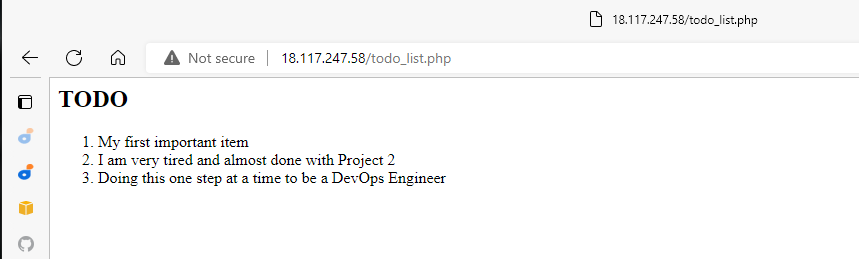 18.117.247.58/todo_list.php
Not secure | 18.117.247.58/todo_list.php
TODO
1. My first important item
2. I am very tired and almost done with Project 2
3. Doing this one step at a time to be a DevOps Engineer